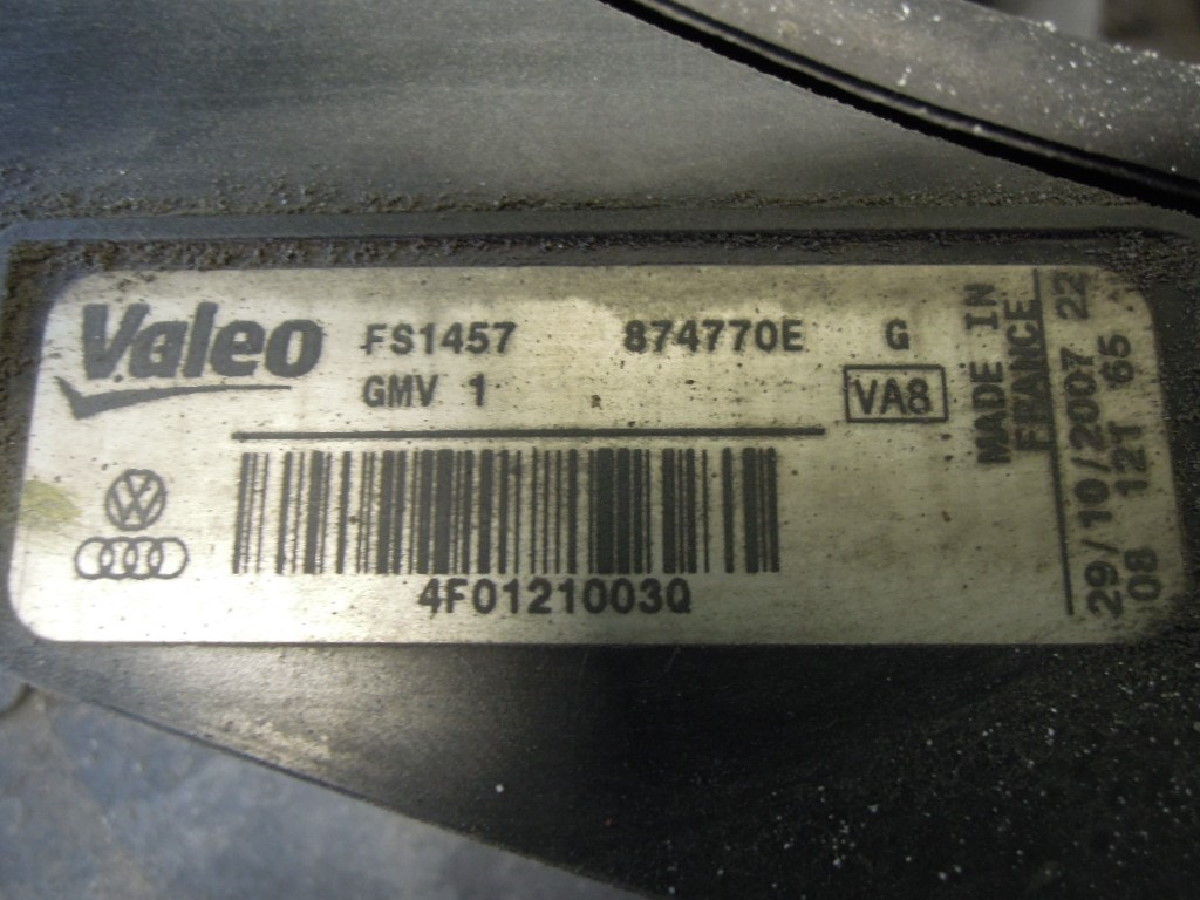 Valeo FS1457 874770E G
GMV 1 VA8
4F0121003Q
MADE IN
FRANCE
29/10/2007 22
08 12T 65